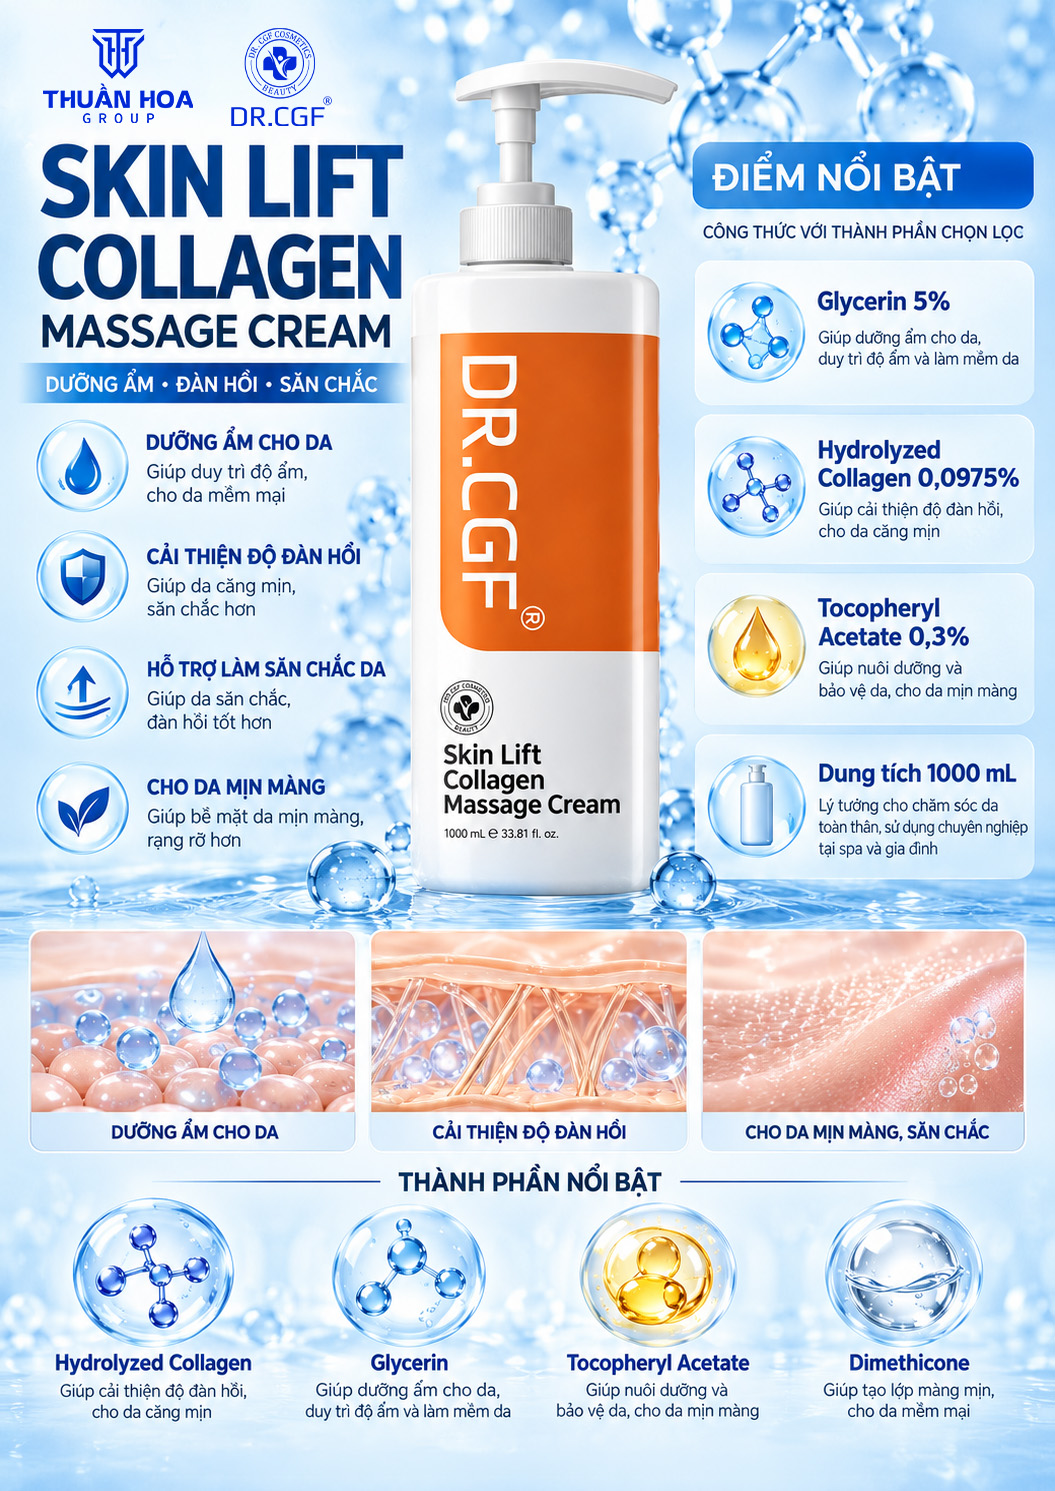 THUẦN HOA
GROUP
DR. CGF COSMETICS
BEAUTY
DR.CGF®
SKIN LIFT
COLLAGEN
MASSAGE CREAM
DƯỠNG ẨM • ĐÀN HỒI • SĂN CHẮC
DƯỠNG ẨM CHO DA
Giúp duy trì độ ẩm,
cho da mềm mại
CẢI THIỆN ĐỘ ĐÀN HỒI
Giúp da căng mịn,
săn chắc hơn
HỖ TRỢ LÀM SĂN CHẮC DA
Giúp da săn chắc,
đàn hồi tốt hơn
CHO DA MỊN MÀNG
Giúp bề mặt da mịn màng,
rạng rỡ hơn
DR.CGF®
DR. CGF COSMETICS
BEAUTY
Skin Lift
Collagen
Massage Cream
1000 mL ℮ 33.81 fl. oz.
ĐIỂM NỔI BẬT
CÔNG THỨC VỚI THÀNH PHẦN CHỌN LỌC
Glycerin 5%
Giúp dưỡng ẩm cho da,
duy trì độ ẩm và làm mềm da
Hydrolyzed
Collagen 0,0975%
Giúp cải thiện độ đàn hồi,
cho da căng mịn
Tocopheryl
Acetate 0,3%
Giúp nuôi dưỡng và
bảo vệ da, cho da mịn màng
Dung tích 1000 mL
Lý tưởng cho chăm sóc da
toàn thân, sử dụng chuyên nghiệp
tại spa và gia đình
DƯỠNG ẨM CHO DA
CẢI THIỆN ĐỘ ĐÀN HỒI
CHO DA MỊN MÀNG, SĂN CHẮC
THÀNH PHẦN NỔI BẬT
Hydrolyzed Collagen
Giúp cải thiện độ đàn hồi,
cho da căng mịn
Glycerin
Giúp dưỡng ẩm cho da,
duy trì độ ẩm và làm mềm da
Tocopheryl Acetate
Giúp nuôi dưỡng và
bảo vệ da, cho da mịn màng
Dimethicone
Giúp tạo lớp màng mịn,
cho da mềm mại